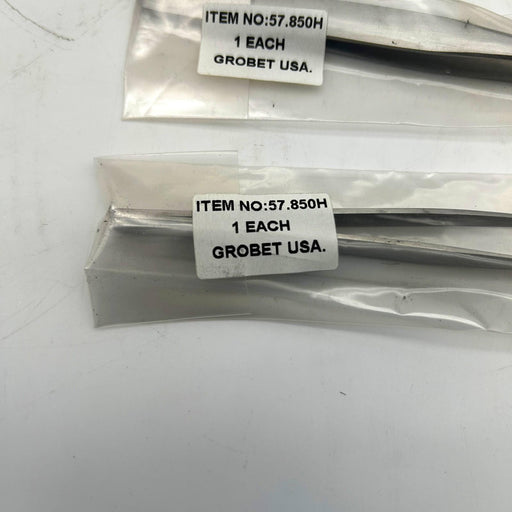 ITEM NO:57.850H
1 EACH
GROBET USA.
ITEM NO:57.850H
1 EACH
GROBET USA.